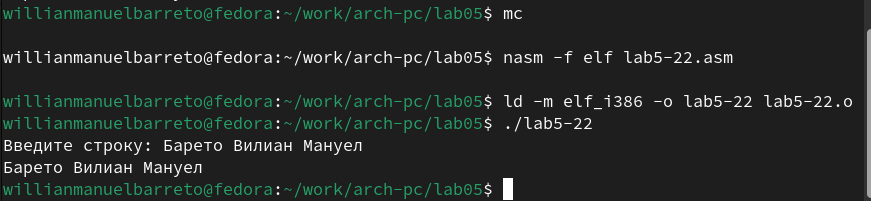 willianmanuelbarreto@fedora:~/work/arch-pc/lab05$ mc
willianmanuelbarreto@fedora:~/work/arch-pc/lab05$ nasm -f elf lab5-22.asm
willianmanuelbarreto@fedora:~/work/arch-pc/lab05$ ld -m elf_i386 -o lab5-22 lab5-22.o
willianmanuelbarreto@fedora:~/work/arch-pc/lab05$ ./lab5-22
Введите строку: Барето Вилиан Мануел
Барето Вилиан Мануел
willianmanuelbarreto@fedora:~/work/arch-pc/lab05$